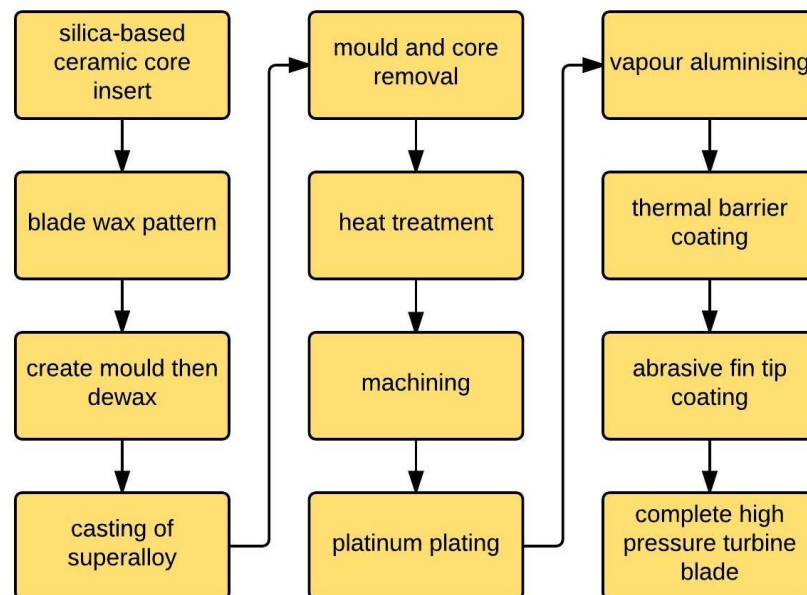 silica-based
ceramic core
insert
blade wax pattern
create mould then
dewax
casting of
superalloy
mould and core
removal
heat treatment
machining
platinum plating
vapour aluminising
thermal barrier
coating
abrasive fin tip
coating
complete high
pressure turbine
blade